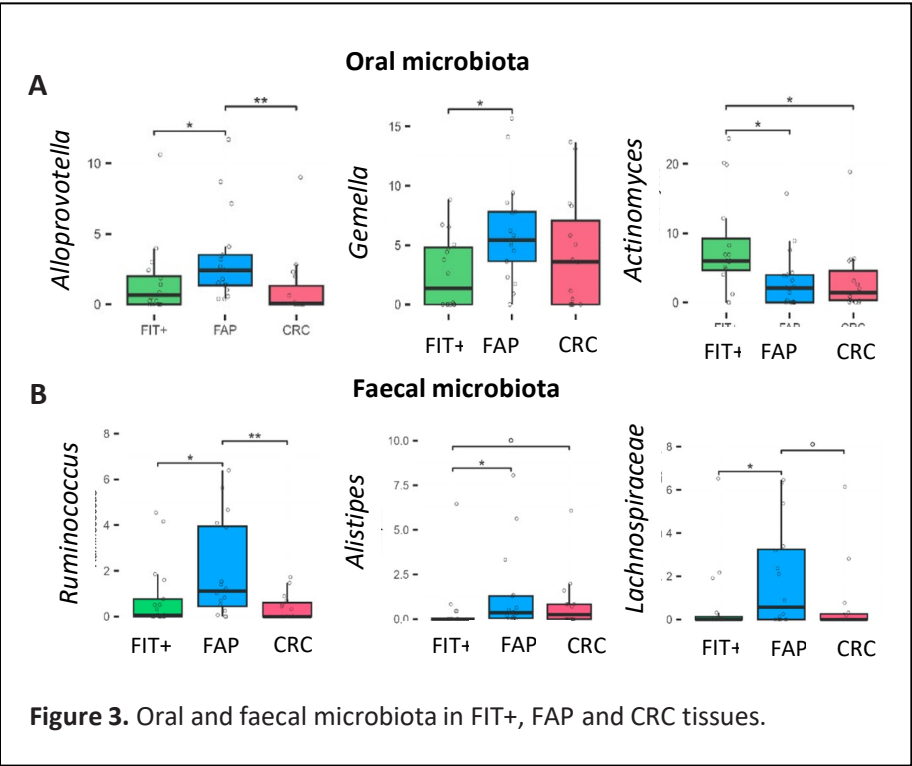 Oral microbiota
A
Alloprovotella
10
5
0
*
**
FIT+ FAP CRC
Gemella
15
10
5
0
*
FIT+ FAP CRC
Actinomyces
20
10
0
*
*
FIT+ FAP CRC
Faecal microbiota
B
Ruminococcus
8
6
4
2
0
*
**
FIT+ FAP CRC
Alistipes
10.0
7.5
5.0
2.5
0.0
*
°
FIT+ FAP CRC
Lachnospiraceae
8
6
4
2
0
*
°
FIT+ FAP CRC
Figure 3. Oral and faecal microbiota in FIT+, FAP and CRC tissues.